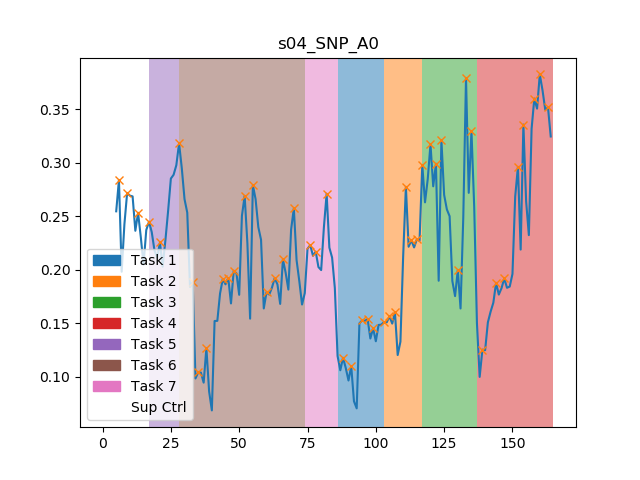 s04_SNP_A0
0.35
0.30
0.25
0.20
0.15
0.10
Task 1
Task 2
Task 3
Task 4
Task 5
Task 6
Task 7
Sup Ctrl
0 25 50 75 100 125 150